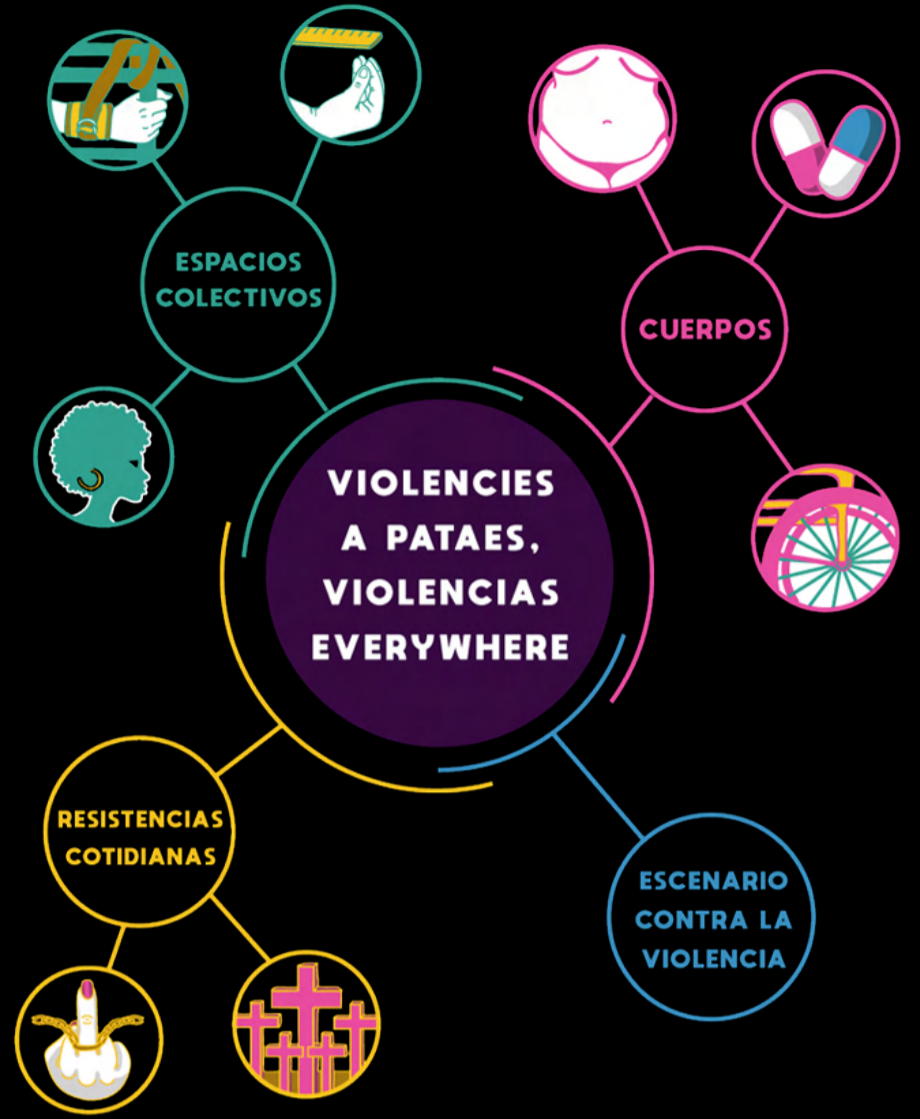 ESPACIOS
COLECTIVOS
CUERPOS
VIOLENCIES
A PATAES,
VIOLENCIAS
EVERYWHERE
RESISTENCIAS
COTIDIANAS
ESCENARIO
CONTRA LA
VIOLENCIA